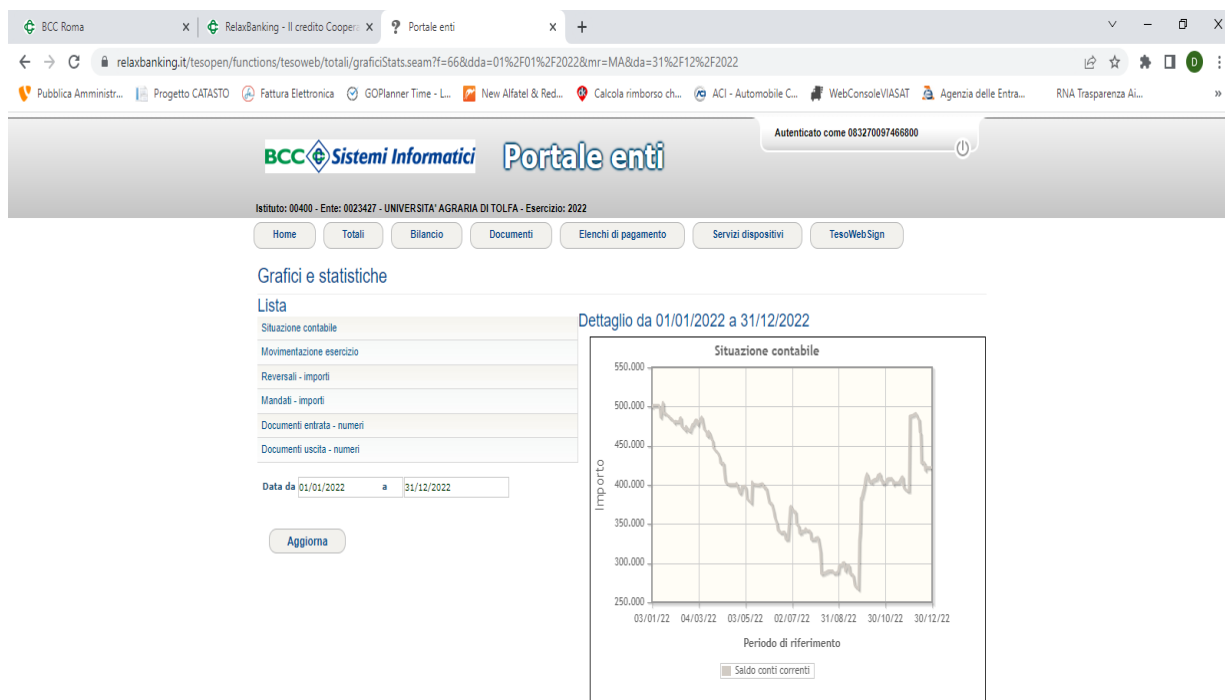 BCC Roma
RelaxBanking - Il credito Cooper
Portale enti
relaxbanking.it/tesopen/functions/tesoweb/totali/graficiStats.seam?f=66&dda=01%2F01%2F2022&mr=MA&da=31%2F12%2F2022
D
Pubblica Amministr... Progetto CATASTO Fattura Elettronica GOPlanner Time - L... New Alfatel & Red... Calcola rimborso ch... ACI - Automobile C... WebConsoleVIASAT Agenzia delle Entra... RNA Trasparenza Ai... »
Autenticato come 083270097466800
BCC Sistemi Informatici Portale enti
Istituto: 00400 - Ente: 0023427 - UNIVERSITA' AGRARIA DI TOLFA - Esercizio: 2022
Home Totali Bilancio Documenti Elenchi di pagamento Servizi dispositivi TesoWebSign
Grafici e statistiche
Lista
Situazione contabile
Movimentazione esercizio
Reversali - importi
Mandati - importi
Documenti entrata - numeri
Documenti uscita - numeri
Data da 01/01/2022 a 31/12/2022
Aggiorna
Dettaglio da 01/01/2022 a 31/12/2022
Situazione contabile
Importo
550.000
500.000
450.000
400.000
350.000
300.000
250.000
03/01/22 04/03/22 03/05/22 02/07/22 31/08/22 30/10/22 30/12/22
Periodo di riferimento
Saldo conti correnti